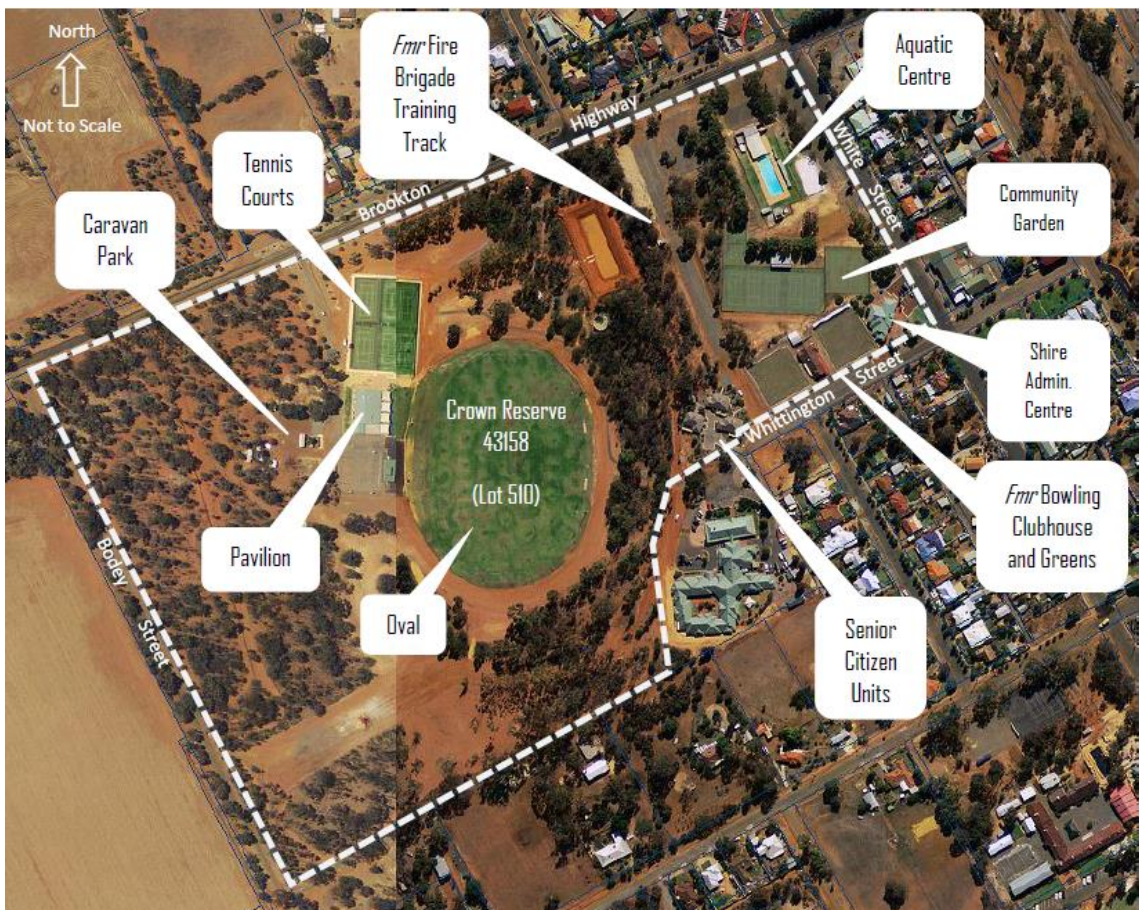 North
Not to Scale
Fmr Fire
Brigade
Training
Track
Aquatic
Centre
Tennis
Courts
Caravan
Park
Brookton
Highway
White
Street
Community
Garden
Shire
Admin.
Centre
Whittington
Street
Crown Reserve
43158
(Lot 510)
Fmr Bowling
Clubhouse
and Greens
Pavilion
Oval
Senior
Citizen
Units
Bodey
Street